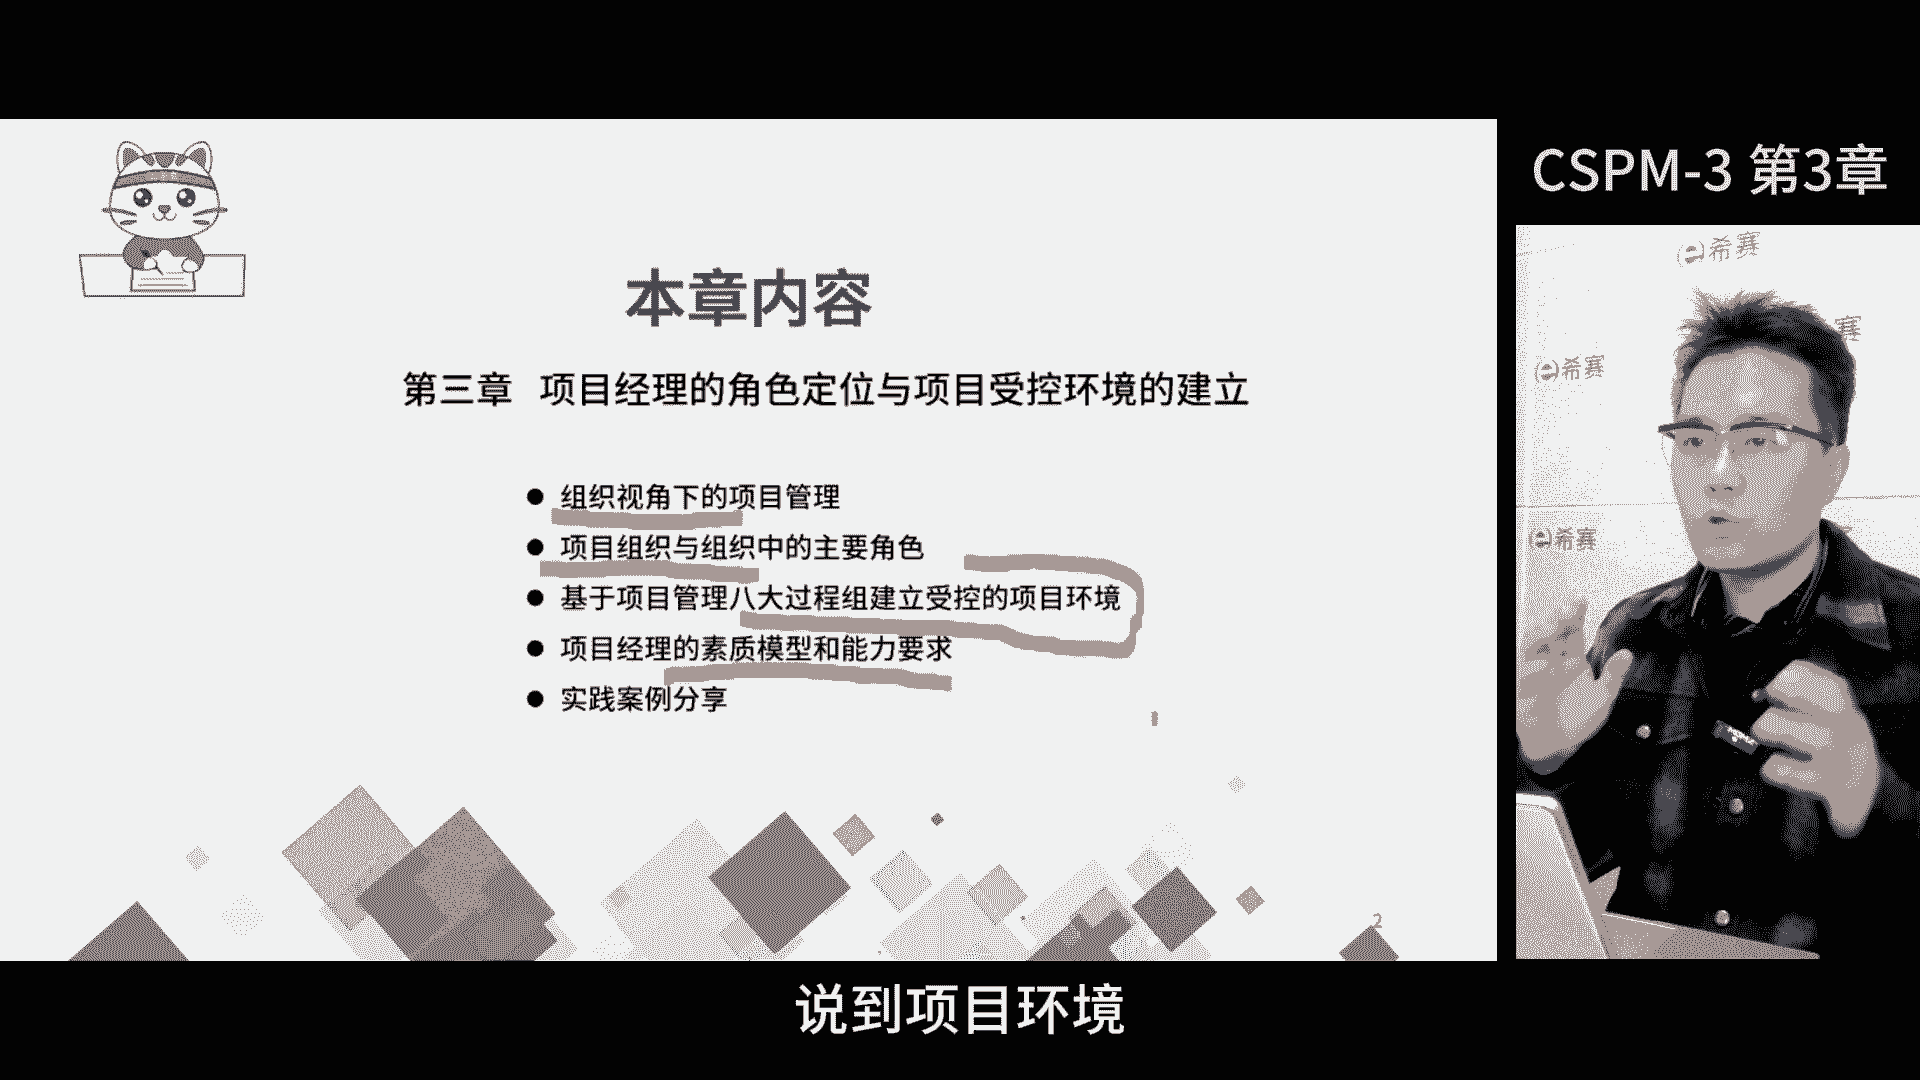 CSPM-3 第3章
本章内容
第三章 项目经理的角色定位与项目受控环境的建立
● 组织视角下的项目管理
● 项目组织与组织中的主要角色
● 基于项目管理八大过程组建立受控的项目环境
● 项目经理的素质模型和能力要求
● 实践案例分享
2
e希赛
赛
e希赛
e希赛
说到项目环境